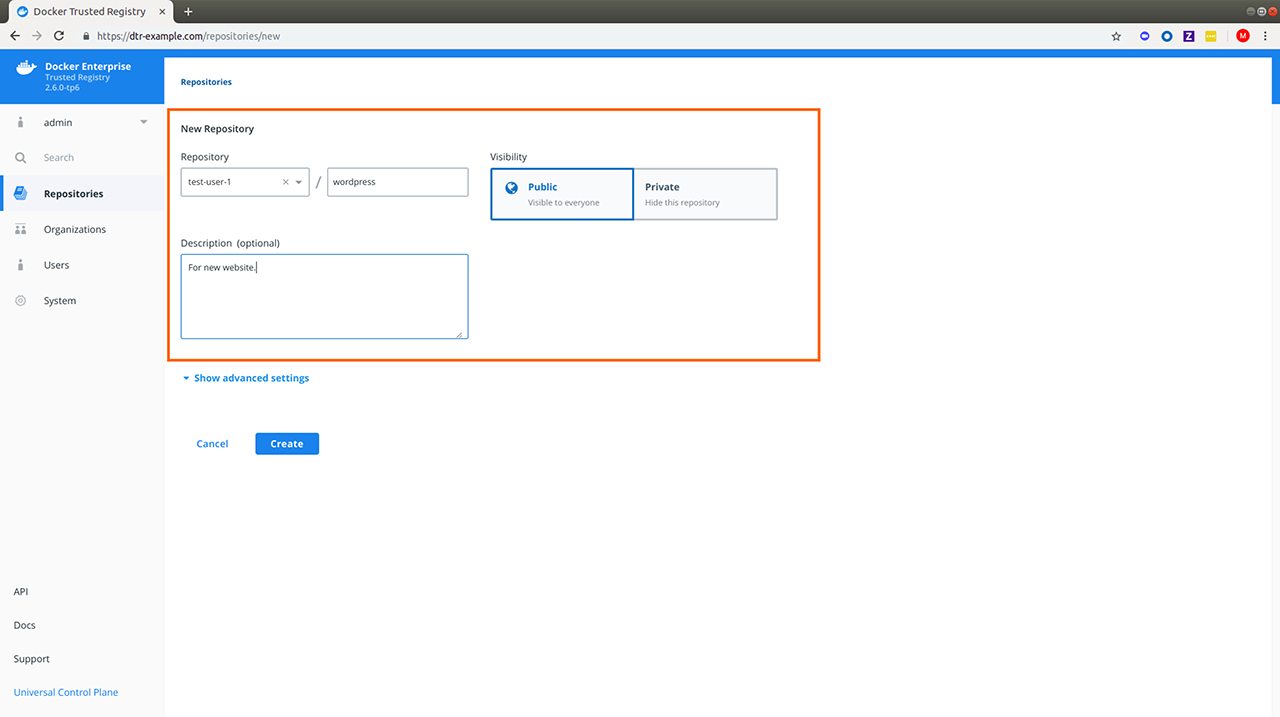 Docker Trusted Registry
https://dtr-example.com/repositories/new
Z
M
Docker Enterprise
Trusted Registry
2.6.0-tp6
admin
Search
Repositories
Organizations
Users
System
API
Docs
Support
Universal Control Plane
Repositories
New Repository
Repository
test-user-1
/
wordpress
Visibility
Public
Visible to everyone
Private
Hide this repository
Description (optional)
For new website.
Show advanced settings
Cancel
Create